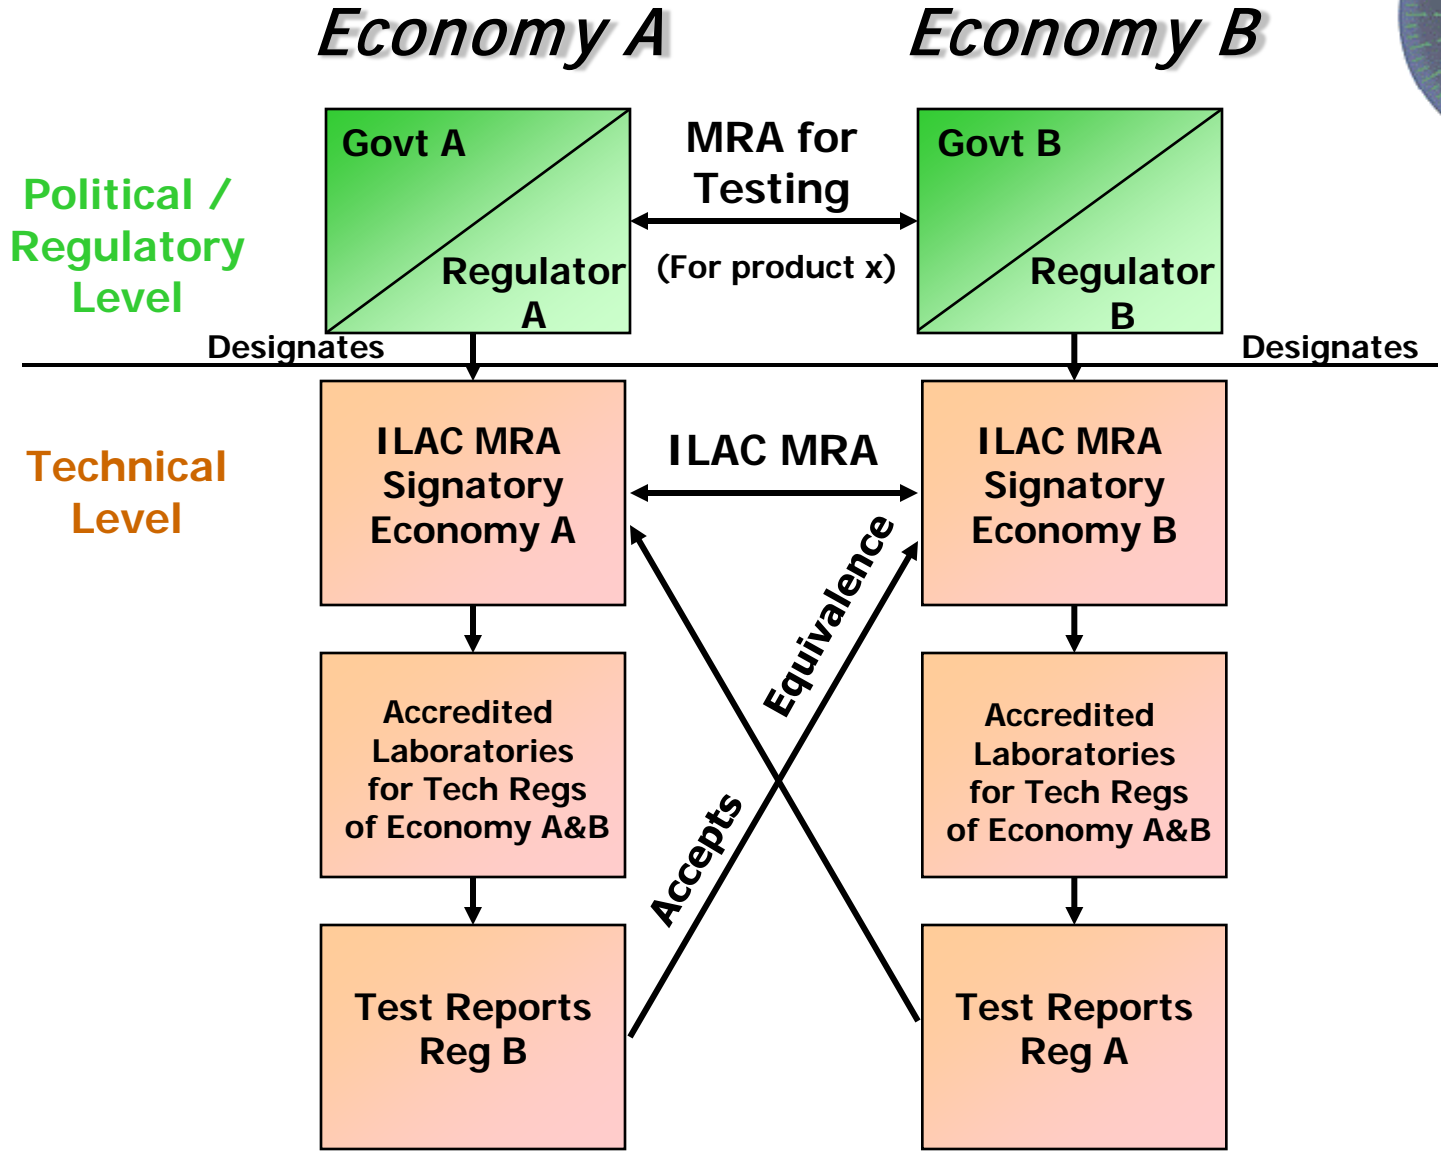 Economy A
Economy B
Political /
Regulatory
Level
Govt A
Regulator
A
MRA for
Testing
(For product x)
Govt B
Regulator
B
Designates
Designates
Technical
Level
ILAC MRA
Signatory
Economy A
ILAC MRA
ILAC MRA
Signatory
Economy B
Equivalence
Accepts
Accredited
Laboratories
for Tech Regs
of Economy A&B
Accredited
Laboratories
for Tech Regs
of Economy A&B
Test Reports
Reg B
Test Reports
Reg A